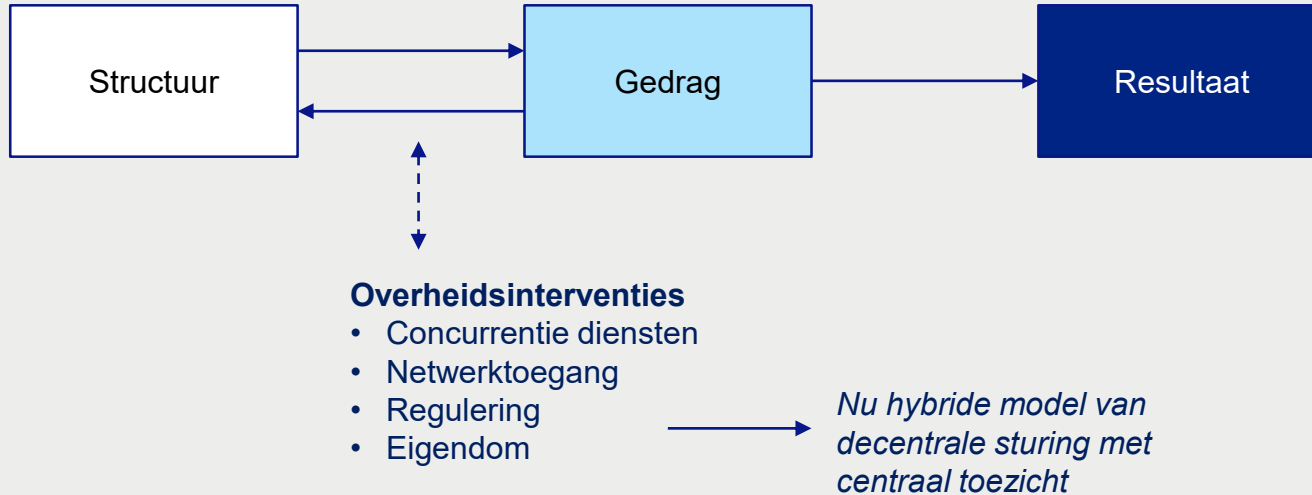 Structuur
Gedrag
Resultaat
Overheidsinterventies
• Concurrentie diensten
• Netwerktoegang
• Regulering
• Eigendom
Nu hybride model van
decentrale sturing met
centraal toezicht